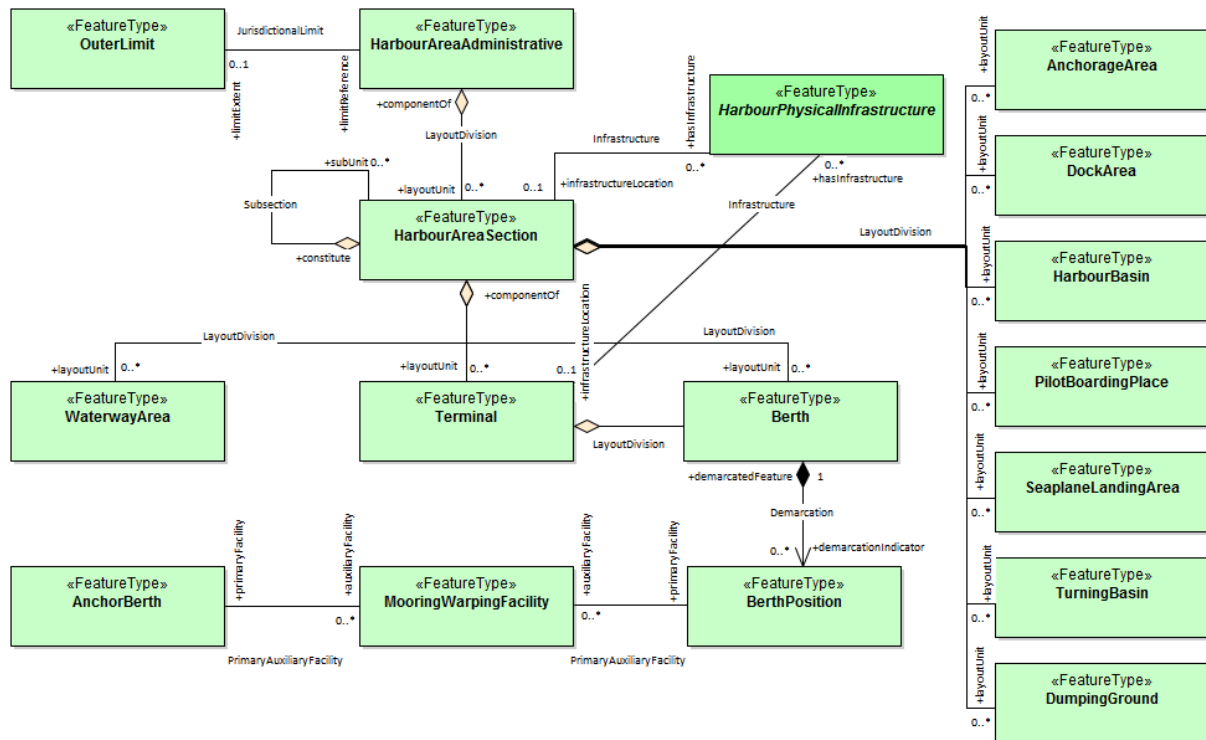 «FeatureType»
OuterLimit
JurisdictionalLimit
0..1
+limitExtent
+limitReference
«FeatureType»
HarbourAreaAdministrative
+componentOf
LayoutDivision
+layoutUnit
0..*
«FeatureType»
HarbourPhysicalInfrastructure
+hasInfrastructure
0..*
Infrastructure
0..1
+infrastructureLocation
0..*
+hasInfrastructure
Infrastructure
+subUnit 0..*
Subsection
+constitute
«FeatureType»
HarbourAreaSection
+componentOf
LayoutDivision
LayoutDivision
LayoutDivision
+layoutUnit
0..*
+layoutUnit
0..*
0..1
+infrastructureLocation
+layoutUnit
0..*
«FeatureType»
WaterwayArea
«FeatureType»
Terminal
LayoutDivision
«FeatureType»
Berth
+demarcatedFeature
1
Demarcation
0..*
+demarcationIndicator
«FeatureType»
AnchorBerth
+primaryFacility
+auxiliaryFacility
0..*
PrimaryAuxiliaryFacility
«FeatureType»
MooringWarpingFacility
+auxiliaryFacility
0..*
+primaryFacility
PrimaryAuxiliaryFacility
«FeatureType»
BerthPosition
+layoutUnit
0..*
«FeatureType»
AnchorageArea
+layoutUnit
0..*
«FeatureType»
DockArea
+layoutUnit
0..*
«FeatureType»
HarbourBasin
+layoutUnit
0..*
«FeatureType»
PilotBoardingPlace
+layoutUnit
0..*
«FeatureType»
SeaplaneLandingArea
+layoutUnit
0..*
«FeatureType»
TurningBasin
+layoutUnit
0..*
«FeatureType»
DumpingGround